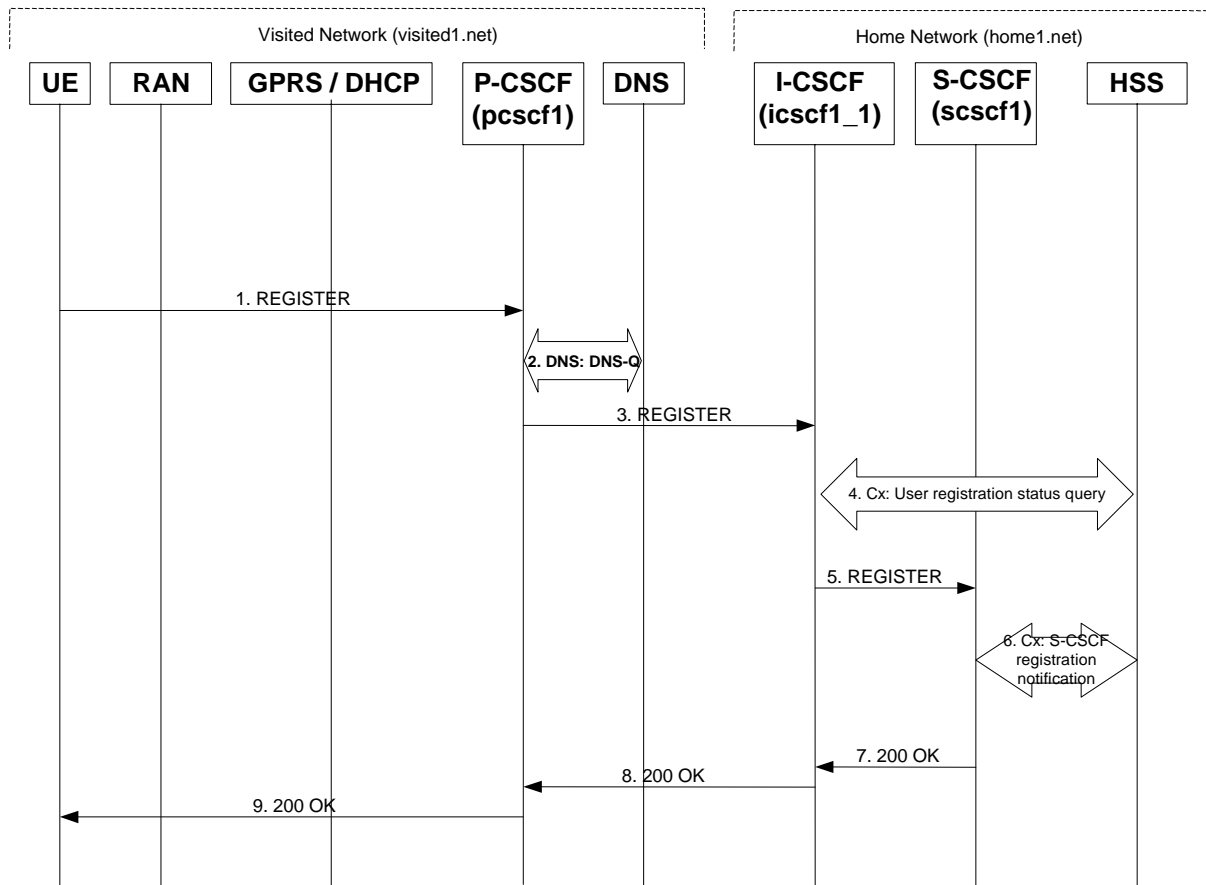 Visited Network (visited1.net)
Home Network (home1.net)
UE
RAN
GPRS / DHCP
P-CSCF
(pcscf1)
DNS
I-CSCF
(icscf1_1)
S-CSCF
(scscf1)
HSS
1. REGISTER
2. DNS: DNS-Q
3. REGISTER
4. Cx: User registration status query
5. REGISTER
6. Cx: S-CSCF
registration
notification
7. 200 OK
8. 200 OK
9. 200 OK